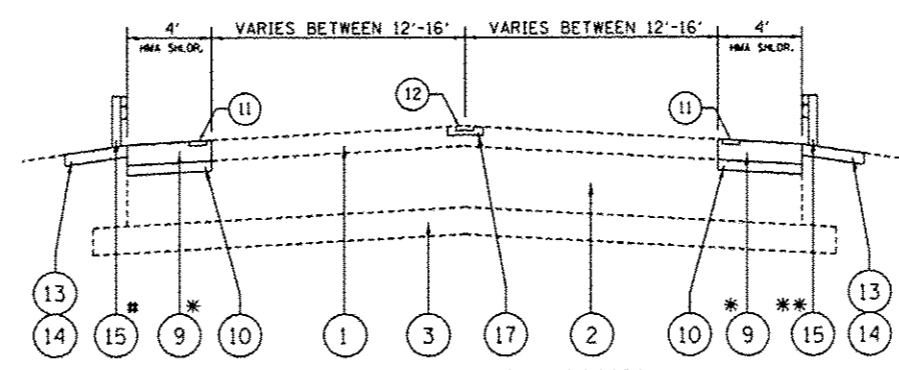 4' VARIES BETWEEN 12'-16' VARIES BETWEEN 12'-16' 4'
HMA SHLDR. HMA SHLDR.
11 12 11
13 # * * ** 13
14 15 9 10 1 3 17 2 10 9 15 14